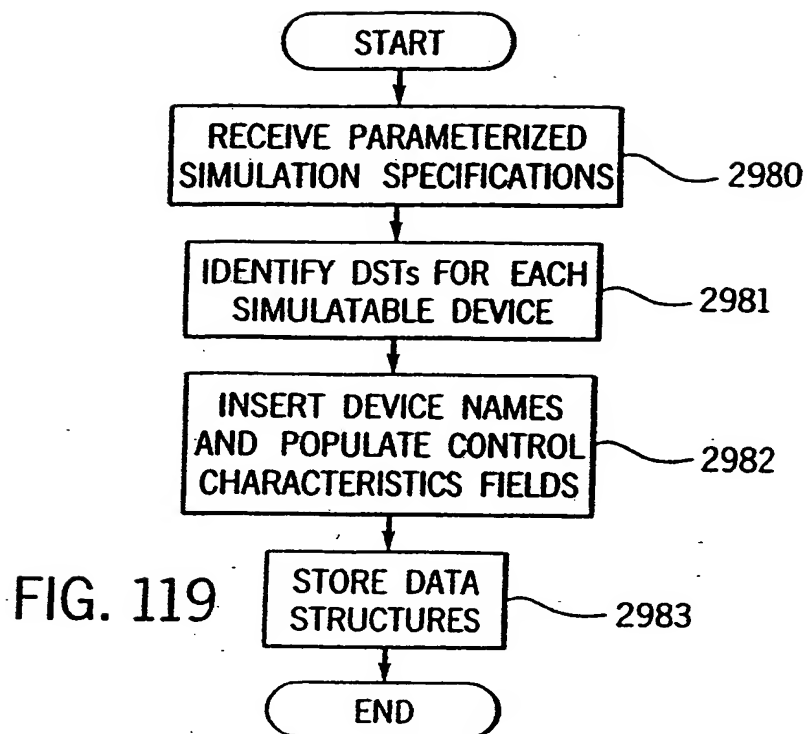 START
RECEIVE PARAMETERIZED
SIMULATION SPECIFICATIONS
2980
IDENTIFY DSTs FOR EACH
SIMULATABLE DEVICE
2981
INSERT DEVICE NAMES
AND POPULATE CONTROL
CHARACTERISTICS FIELDS
2982
STORE DATA
STRUCTURES
2983
FIG. 119
END